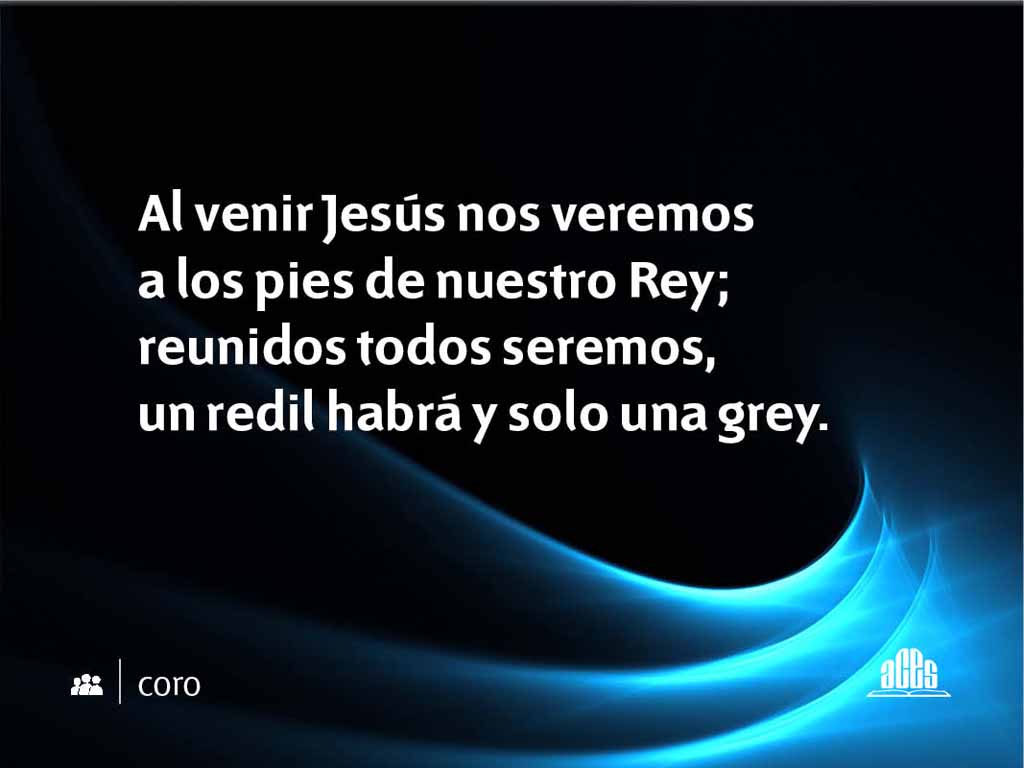 Al venir Jesús nos veremos
a los pies de nuestro Rey;
reunidos todos seremos,
un redil habrá y solo una grey.
coro
aces